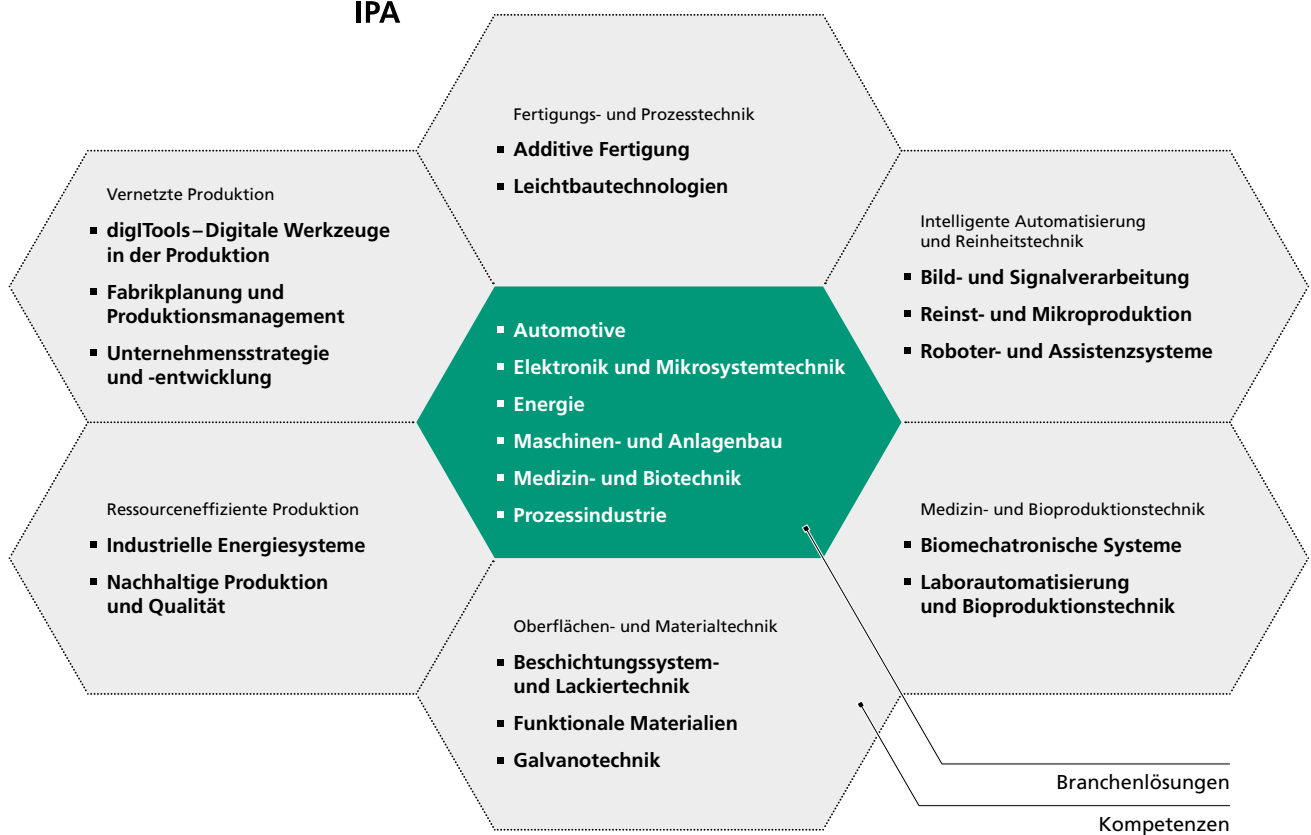 IPA
Fertigungs- und Prozesstechnik
▪ Additive Fertigung
▪ Leichtbautechnologien
Vernetzte Produktion
▪ digITools – Digitale Werkzeuge
in der Produktion
▪ Fabrikplanung und
Produktionsmanagement
▪ Unternehmensstrategie
und -entwicklung
Intelligente Automatisierung
und Reinheitstechnik
▪ Bild- und Signalverarbeitung
▪ Reinst- und Mikroproduktion
▪ Roboter- und Assistenzsysteme
▪ Automotive
▪ Elektronik und Mikrosystemtechnik
▪ Energie
▪ Maschinen- und Anlagenbau
▪ Medizin- und Biotechnik
▪ Prozessindustrie
Ressourceneffiziente Produktion
▪ Industrielle Energiesysteme
▪ Nachhaltige Produktion
und Qualität
Medizin- und Bioproduktionstechnik
▪ Biomechatronische Systeme
▪ Laborautomatisierung
und Bioproduktionstechnik
Oberflächen- und Materialtechnik
▪ Beschichtungssystem-
und Lackiertechnik
▪ Funktionale Materialien
▪ Galvanotechnik
Branchenlösungen
Kompetenzen